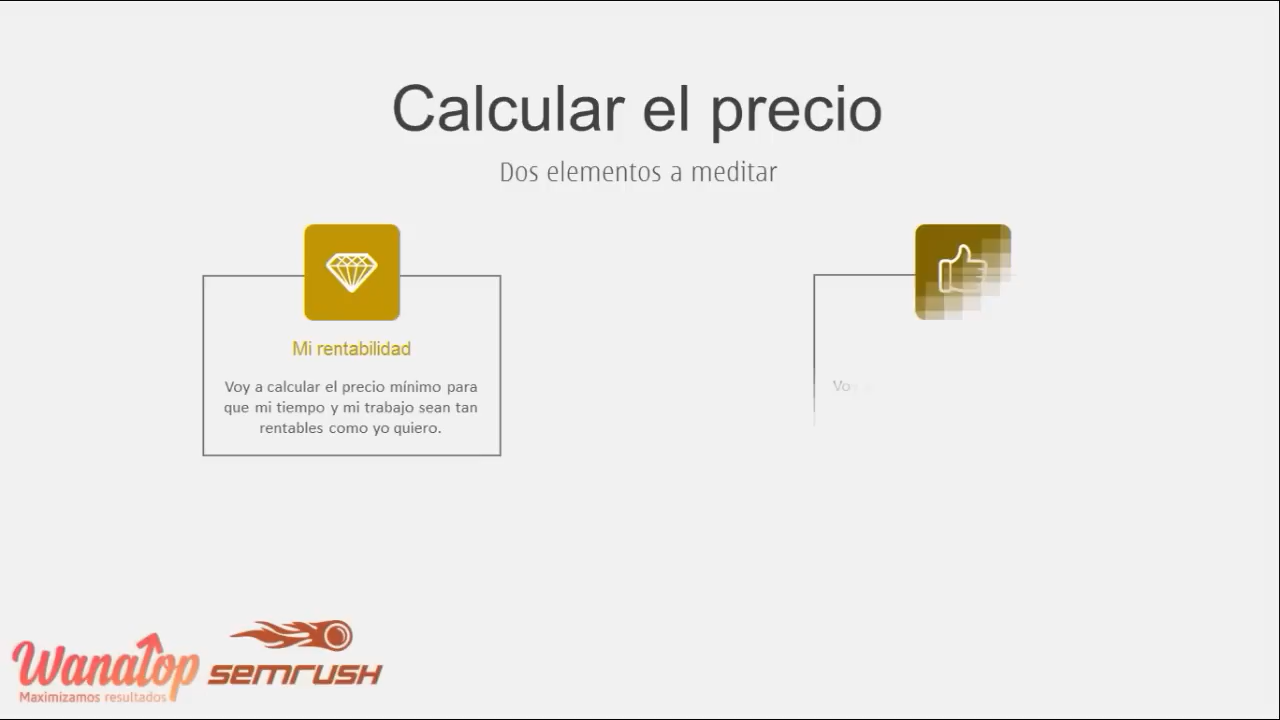 Calcular el precio
Dos elementos a meditar
Mi rentabilidad
Voy a calcular el precio mínimo para
que mi tiempo y mi trabajo sean tan
rentables como yo quiero.
Vo
Wanatop
Maximizamos resultados
semrush